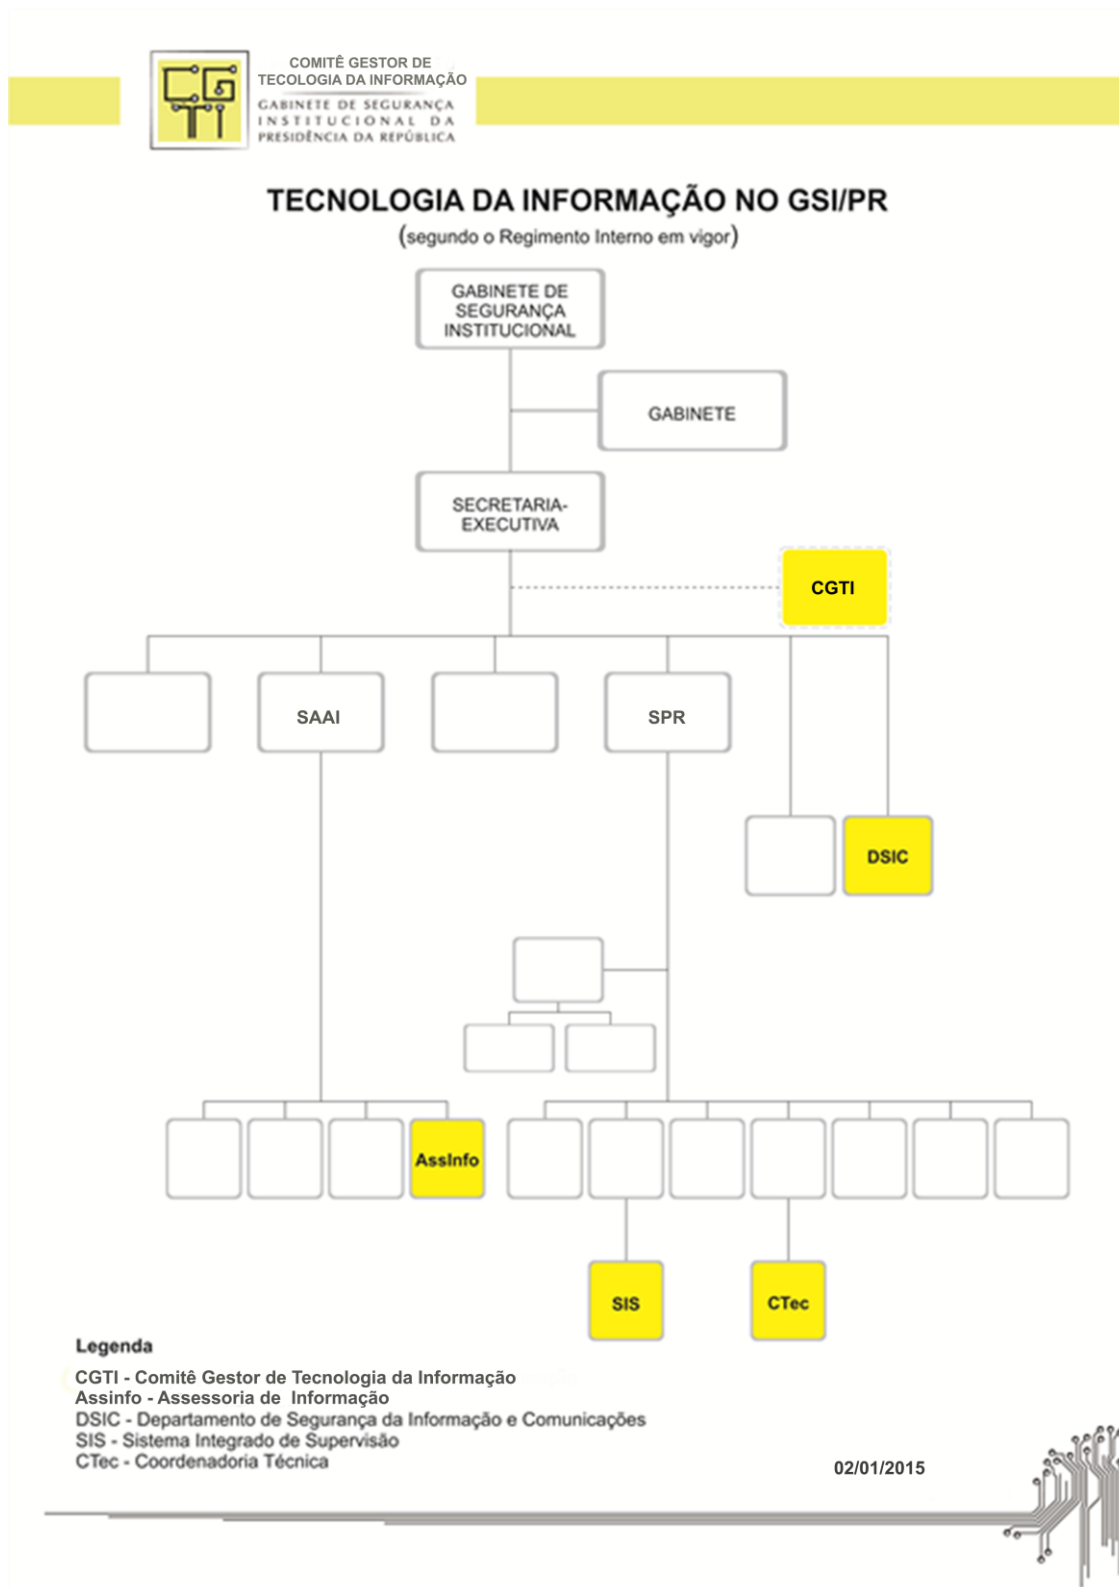 COMITÊ GESTOR DE
TECOLOGIA DA INFORMAÇÃO
GABINETE DE SEGURANÇA
INSTITUCIONAL DA
PRESIDÊNCIA DA REPÚBLICA
TECNOLOGIA DA INFORMAÇÃO NO GSI/PR
(segundo o Regimento Interno em vigor)
GABINETE DE
SEGURANÇA
INSTITUCIONAL
GABINETE
SECRETARIA-
EXECUTIVA
CGTI
SAAI
SPR
DSIC
AssInfo
SIS
CTec
Legenda
CGTI - Comitê Gestor de Tecnologia da Informação
Assinfo - Assessoria de Informação
DSIC - Departamento de Segurança da Informação e Comunicações
SIS - Sistema Integrado de Supervisão
CTec - Coordenadoria Técnica
02/01/2015